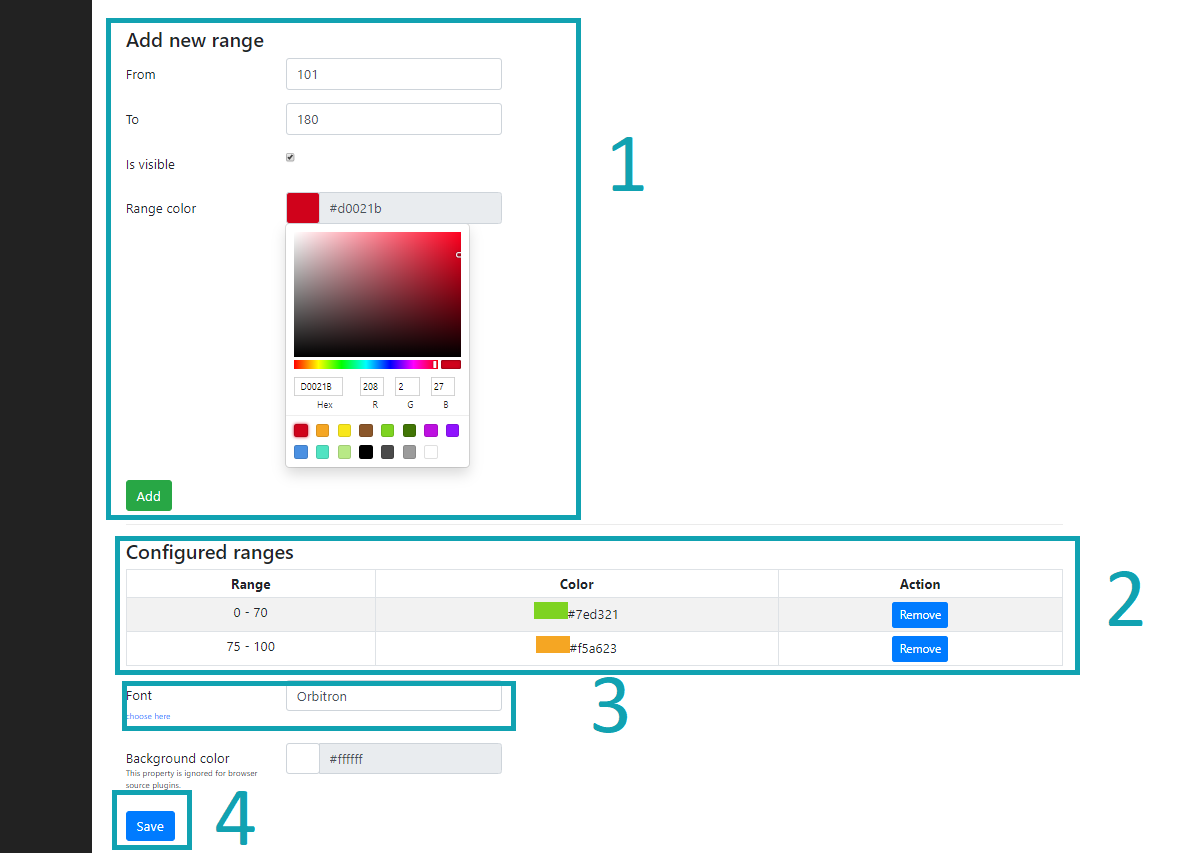 Add new range
From 101
To 180
1
Is visible
Range color #d0021b
D0021B 208 2 27
Hex R G B
Add
Configured ranges
Range Color Action
0 - 70 #7ed321 Remove
2
75 - 100 #f5a623 Remove
Font Orbitron
3
choose here
Background color #ffffff
This property is ignored for browser
source plugins.
4
Save